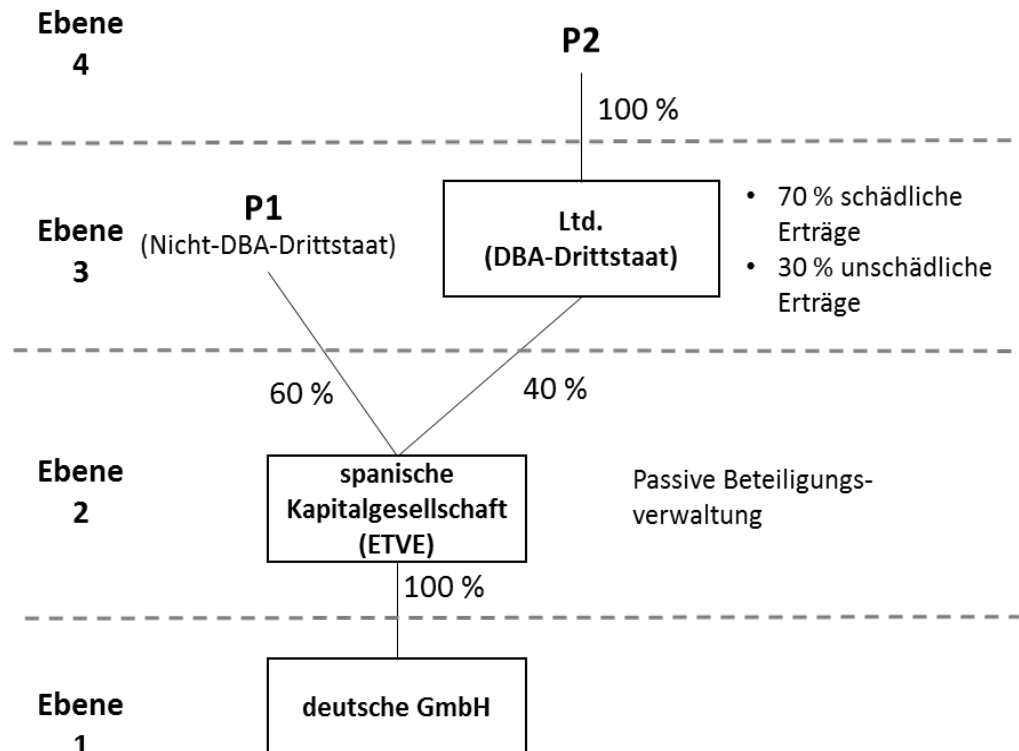 Ebene
4
P2
100 %
Ebene
3
P1
(Nicht-DBA-Drittstaat)
Ltd.
(DBA-Drittstaat)
• 70 % schädliche
Erträge
• 30 % unschädliche
Erträge
60 %
40 %
Ebene
2
spanische
Kapitalgesellschaft
(ETVE)
Passive Beteiligungs-
verwaltung
100 %
Ebene
1
deutsche GmbH